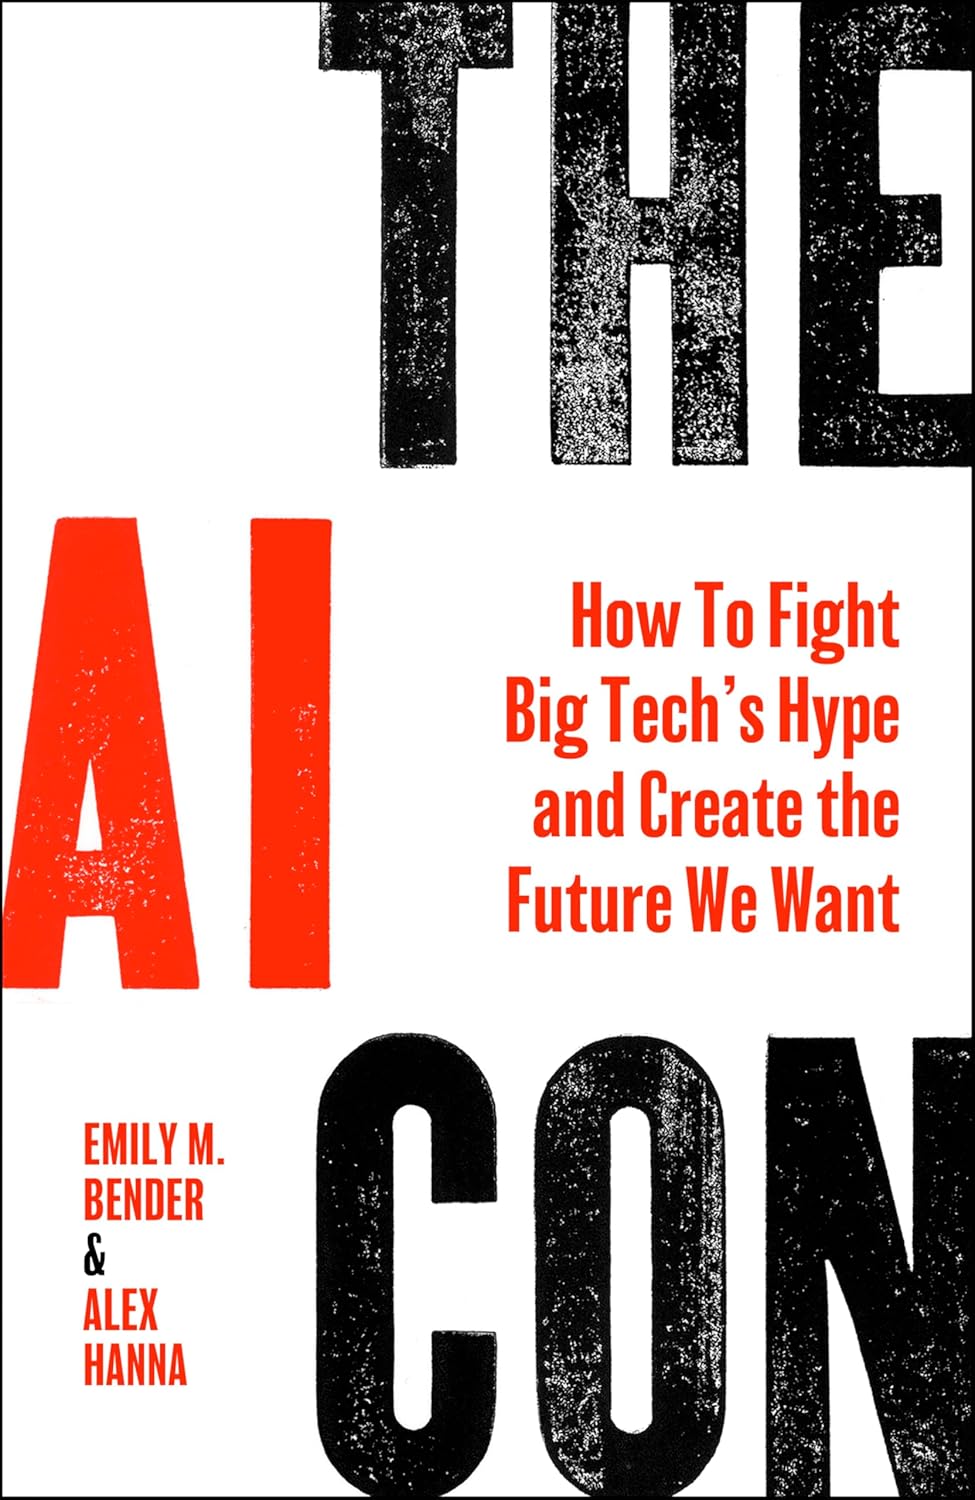 THE
AI
How To Fight
Big Tech's Hype
and Create the
Future We Want
CON
EMILY M.
BENDER
&
ALEX
HANNA